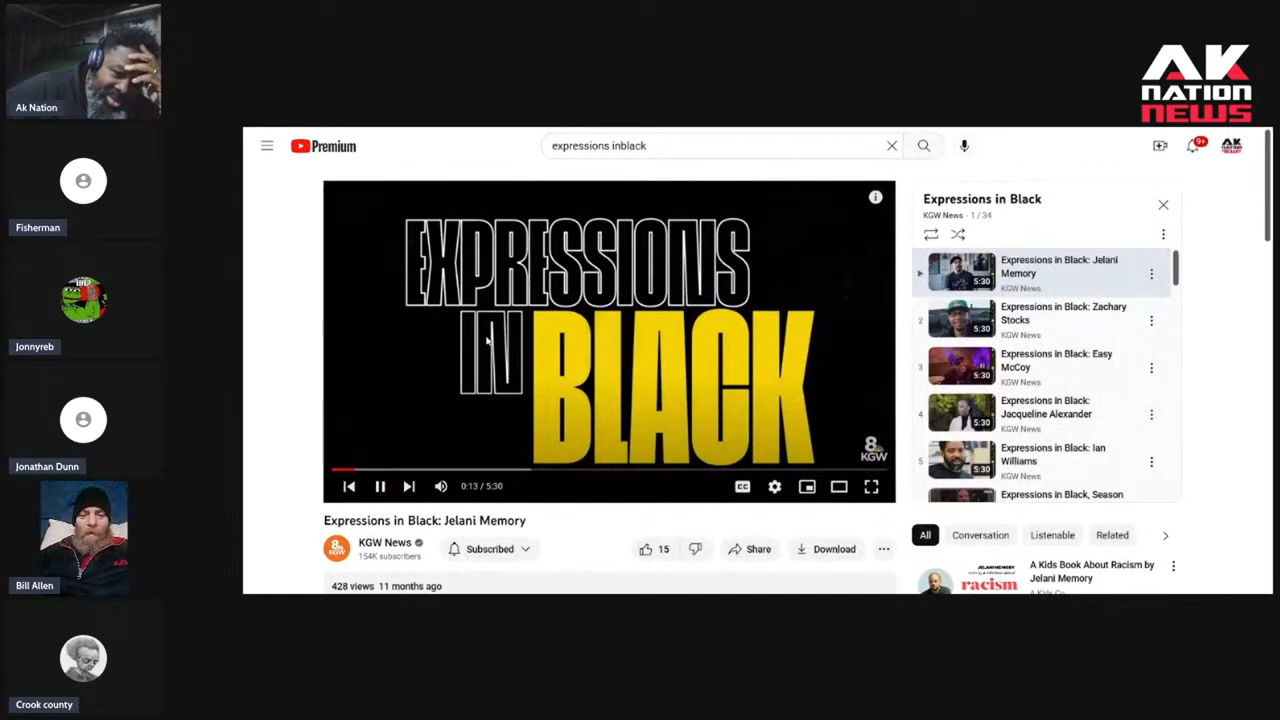 Ak Nation
Fisherman
Jonnyreb
Jonathan Dunn
Bill Allen
Crook county
AK
NATION
NEWS
Premium
expressions inblack
9+
EXPRESSIONS
IN BLACK
8
KGW
0:13 / 5:30
Expressions in Black: Jelani Memory
KGW News
154K subscribers
Subscribed
15
Share
Download
428 views 11 months ago
Expressions in Black
KGW News - 1 / 34
Expressions in Black: Jelani
Memory
KGW News
5:30
2
Expressions in Black: Zachary
Stocks
KGW News
5:30
3
Expressions in Black: Easy
McCoy
KGW News
5:30
4
Expressions in Black:
Jacqueline Alexander
KGW News
5:30
5
Expressions in Black: Ian
Williams
KGW News
5:30
Expressions in Black, Season
All
Conversation
Listenable
Related
JELANI MEMORY
racism
A Kids Book About Racism by
Jelani Memory
A Kids Co